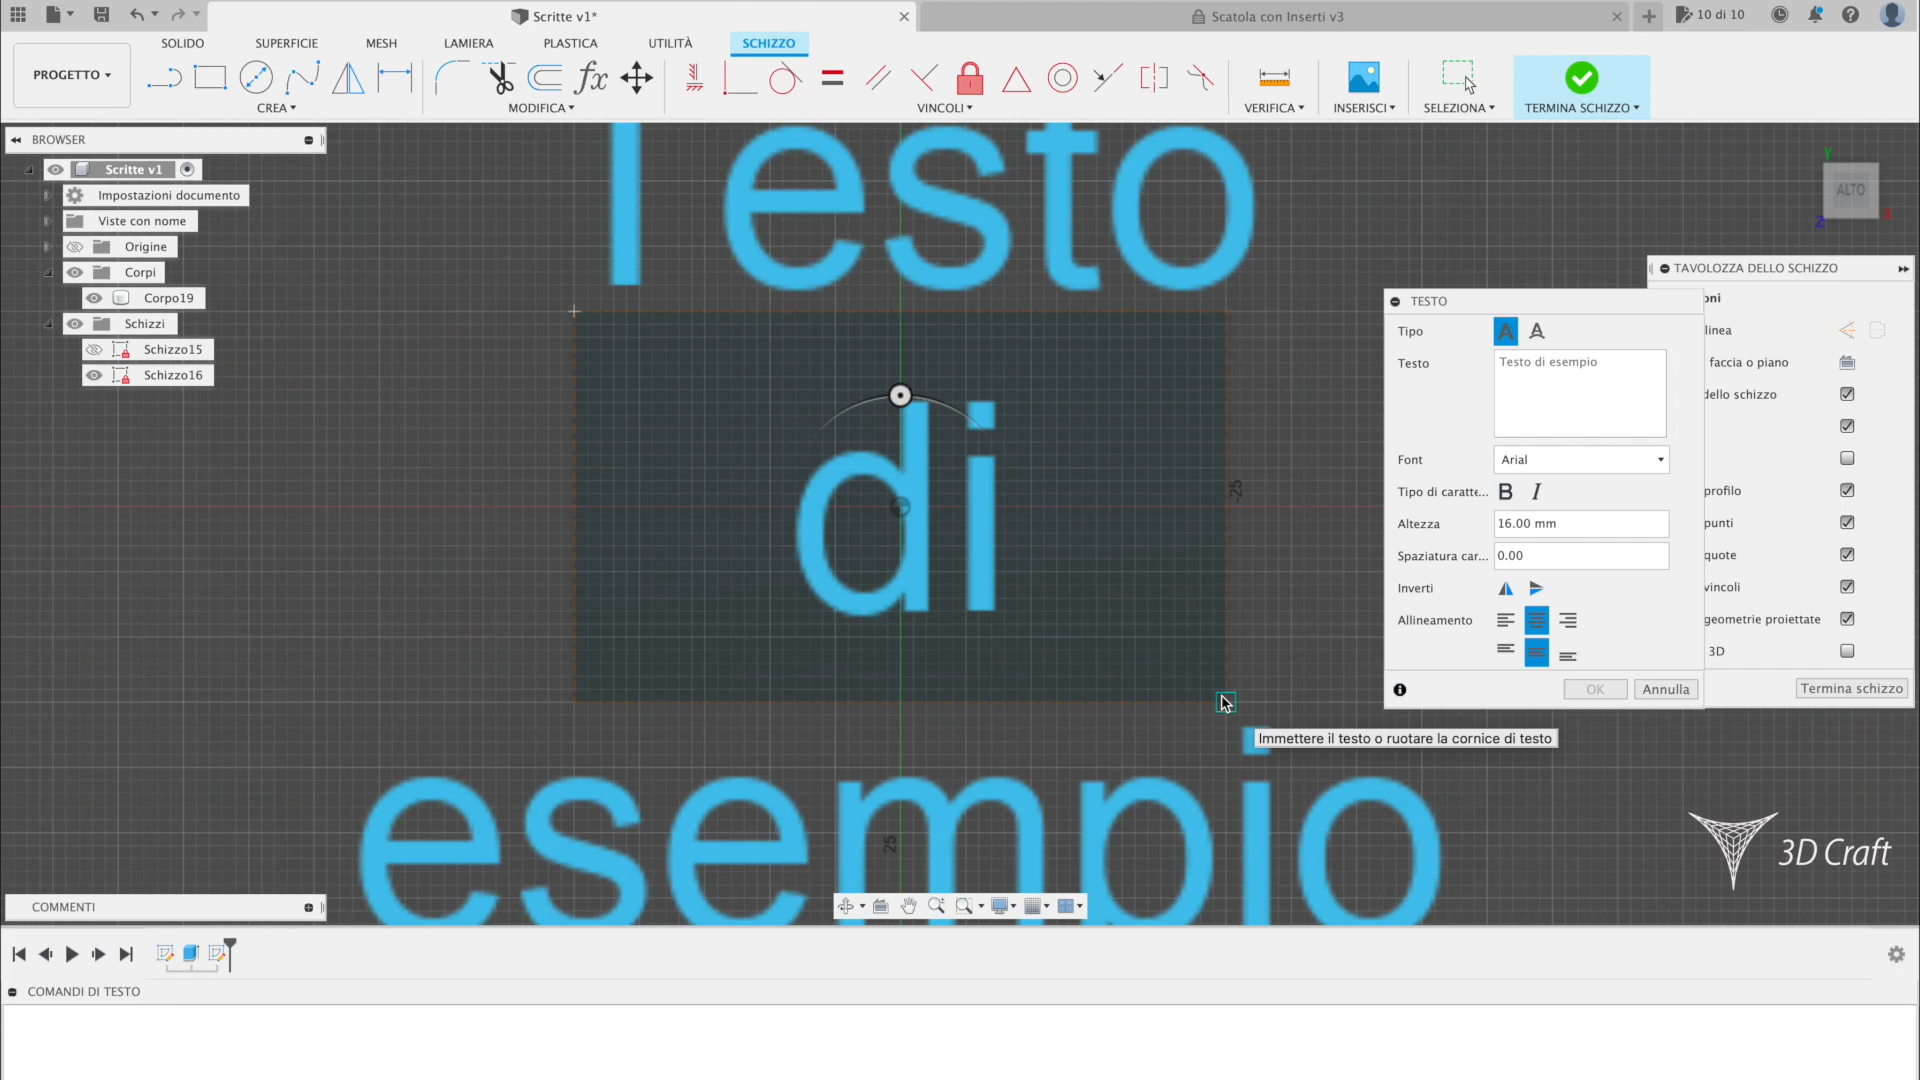 Scritte v1*
Scatola con Inserti v3
10 di 10
SOLIDO
SUPERFICIE
MESH
LAMIERA
PLASTICA
UTILITÀ
SCHIZZO
PROGETTO
CREA
MODIFICA
VINCOLI
VERIFICA
INSERISCI
SELEZIONA
TERMINA SCHIZZO
BROWSER
Scritte v1
Impostazioni documento
Viste con nome
Origine
Corpi
Corpo19
Schizzi
Schizzo15
Schizzo16
Testo
di
esempio
-25
25
Y
ALTO
X
Z
TAVOLOZZA DELLO SCHIZZO
oni
linea
faccia o piano
dello schizzo
profilo
punti
quote
vincoli
geometrie proiettate
3D
Termina schizzo
TESTO
Tipo
Testo
Testo di esempio
Font
Arial
Tipo di caratte...
B I
Altezza
16.00 mm
Spaziatura car...
0.00
Inverti
Allineamento
OK
Annulla
Immettere il testo o ruotare la cornice di testo
3D Craft
COMMENTI
COMANDI DI TESTO